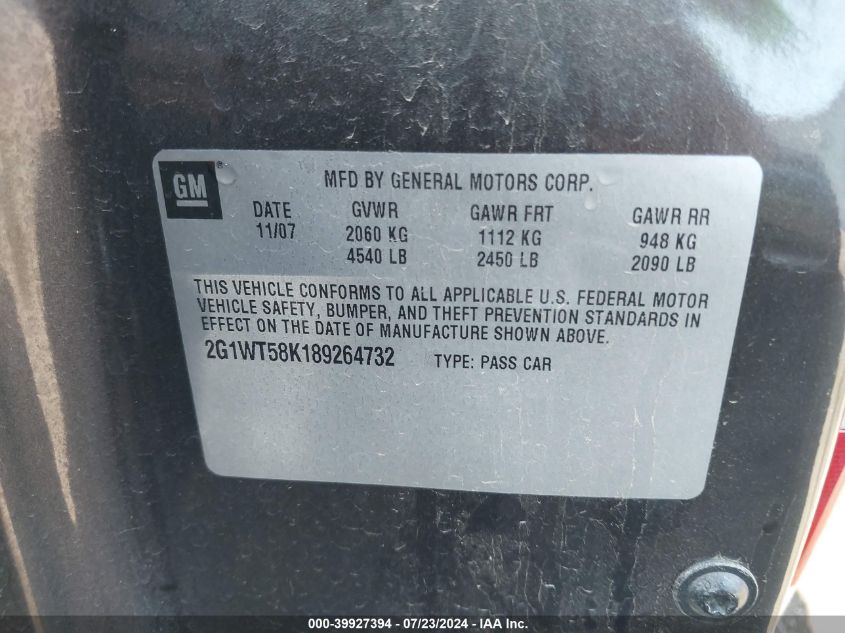 GM ® MFD BY GENERAL MOTORS CORP.
DATE GVWR GAWR FRT GAWR RR
11/07 2060 KG 1112 KG 948 KG
4540 LB 2450 LB 2090 LB
THIS VEHICLE CONFORMS TO ALL APPLICABLE U.S. FEDERAL MOTOR
VEHICLE SAFETY, BUMPER, AND THEFT PREVENTION STANDARDS IN
EFFECT ON THE DATE OF MANUFACTURE SHOWN ABOVE.
2G1WT58K189264732 TYPE: PASS CAR
000-39927394 - 07/23/2024 - IAA Inc.